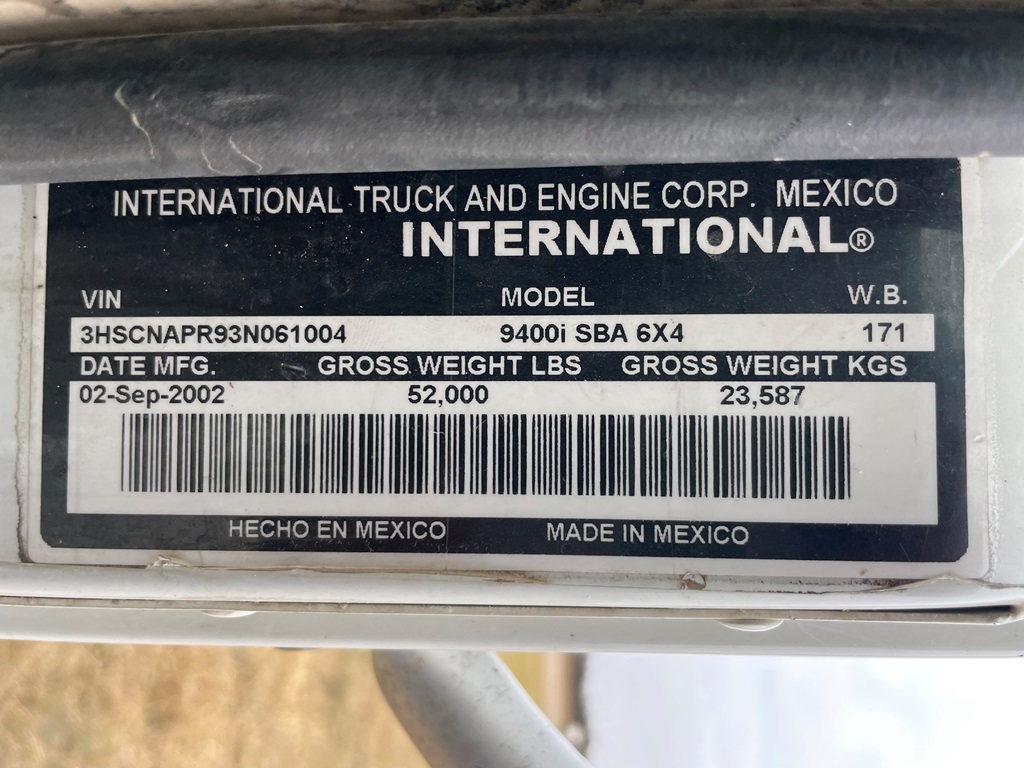 INTERNATIONAL TRUCK AND ENGINE CORP. MEXICO
INTERNATIONAL®
VIN MODEL W.B.
3HSCNAPR93N061004 9400i SBA 6X4 171
DATE MFG. GROSS WEIGHT LBS GROSS WEIGHT KGS
02-Sep-2002 52,000 23,587
HECHO EN MEXICO MADE IN MEXICO